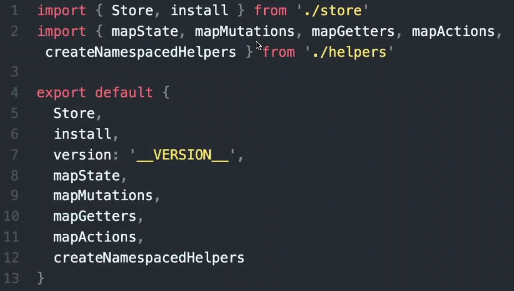 1 import { Store, install } from './store'
2 import { mapState, mapMutations, mapGetters, mapActions,
createNamespacedHelpers } from './helpers'
3
4 export default {
5 Store,
6 install,
7 version: '__VERSION__',
8 mapState,
9 mapMutations,
10 mapGetters,
11 mapActions,
12 createNamespacedHelpers
13 }